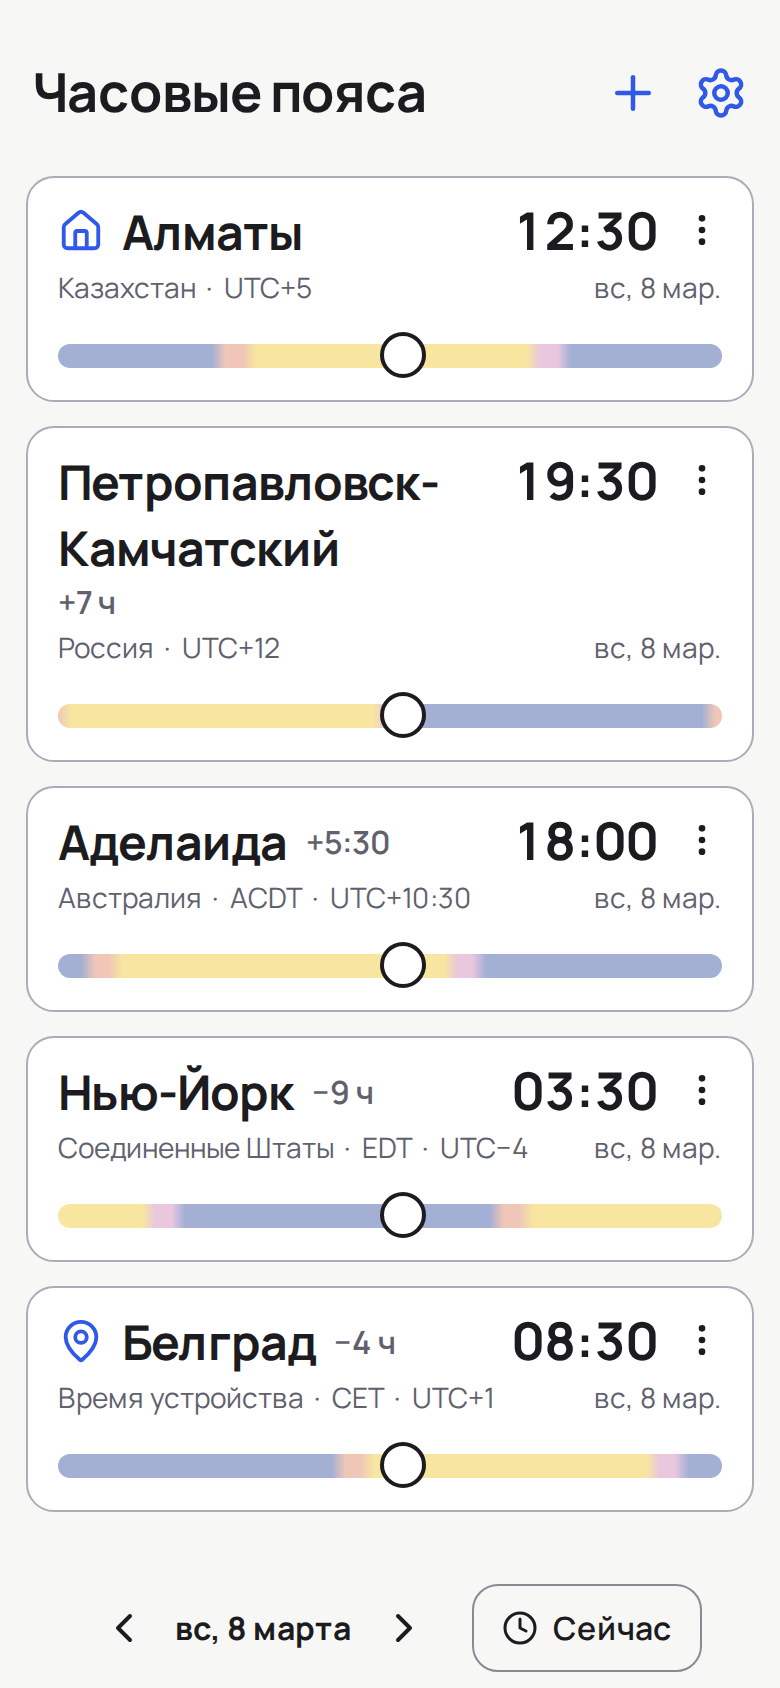 Часовые пояса
Алматы 12:30
Казахстан · UTC+5 вс, 8 мар.
Петропавловск- 19:30
Камчатский
+7 ч
Россия · UTC+12 вс, 8 мар.
Аделаида +5:30 18:00
Австралия · ACDT · UTC+10:30 вс, 8 мар.
Нью-Йорк −9 ч 03:30
Соединенные Штаты · EDT · UTC−4 вс, 8 мар.
Белград −4 ч 08:30
Время устройства · CET · UTC+1 вс, 8 мар.
вс, 8 марта Сейчас